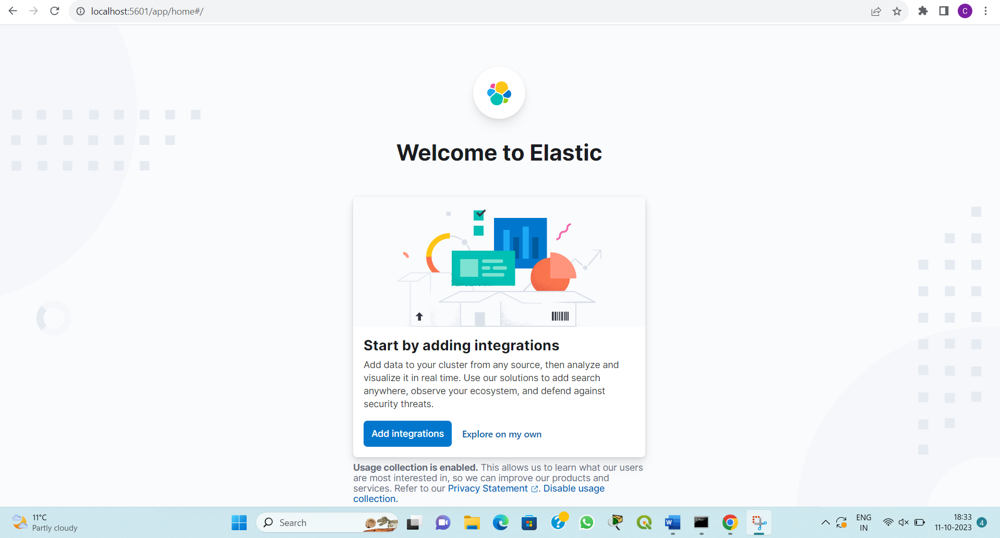 localhost:5601/app/home#/
C
Welcome to Elastic
Start by adding integrations
Add data to your cluster from any source, then analyze and
visualize it in real time. Use our solutions to add search
anywhere, observe your ecosystem, and defend against
security threats.
Add integrations
Explore on my own
Usage collection is enabled. This allows us to learn what our users
are most interested in, so we can improve our products and
services. Refer to our Privacy Statement. Disable usage
collection.
11°C
Partly cloudy
Search
ENG
IN
18:33
11-10-2023
4